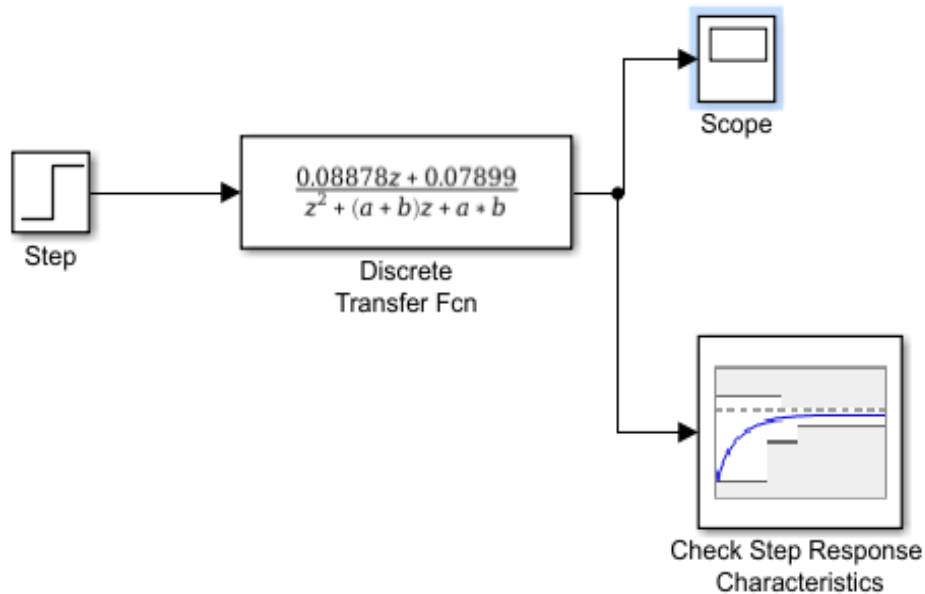 Scope
Step
0.08878z + 0.07899
z² + (a + b)z + a * b
Discrete
Transfer Fcn
Check Step Response
Characteristics